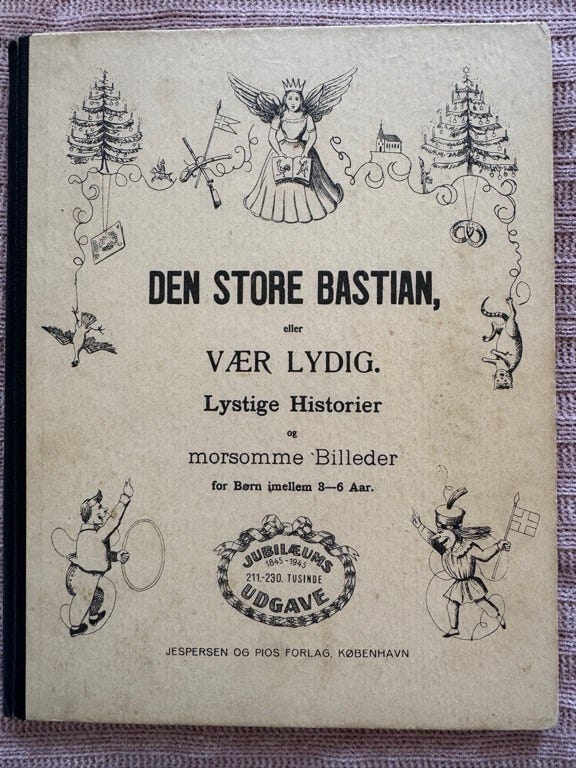 DEN STORE BASTIAN,
eller
VÆR LYDIG.
Lystige Historier
og
morsomme Billeder
for Børn imellem 3—6 Aar.
JUBILÆUMS
1845-1945
211.-230. TUSINDE
UDGAVE
JESPERSEN OG PIOS FORLAG, KØBENHAVN